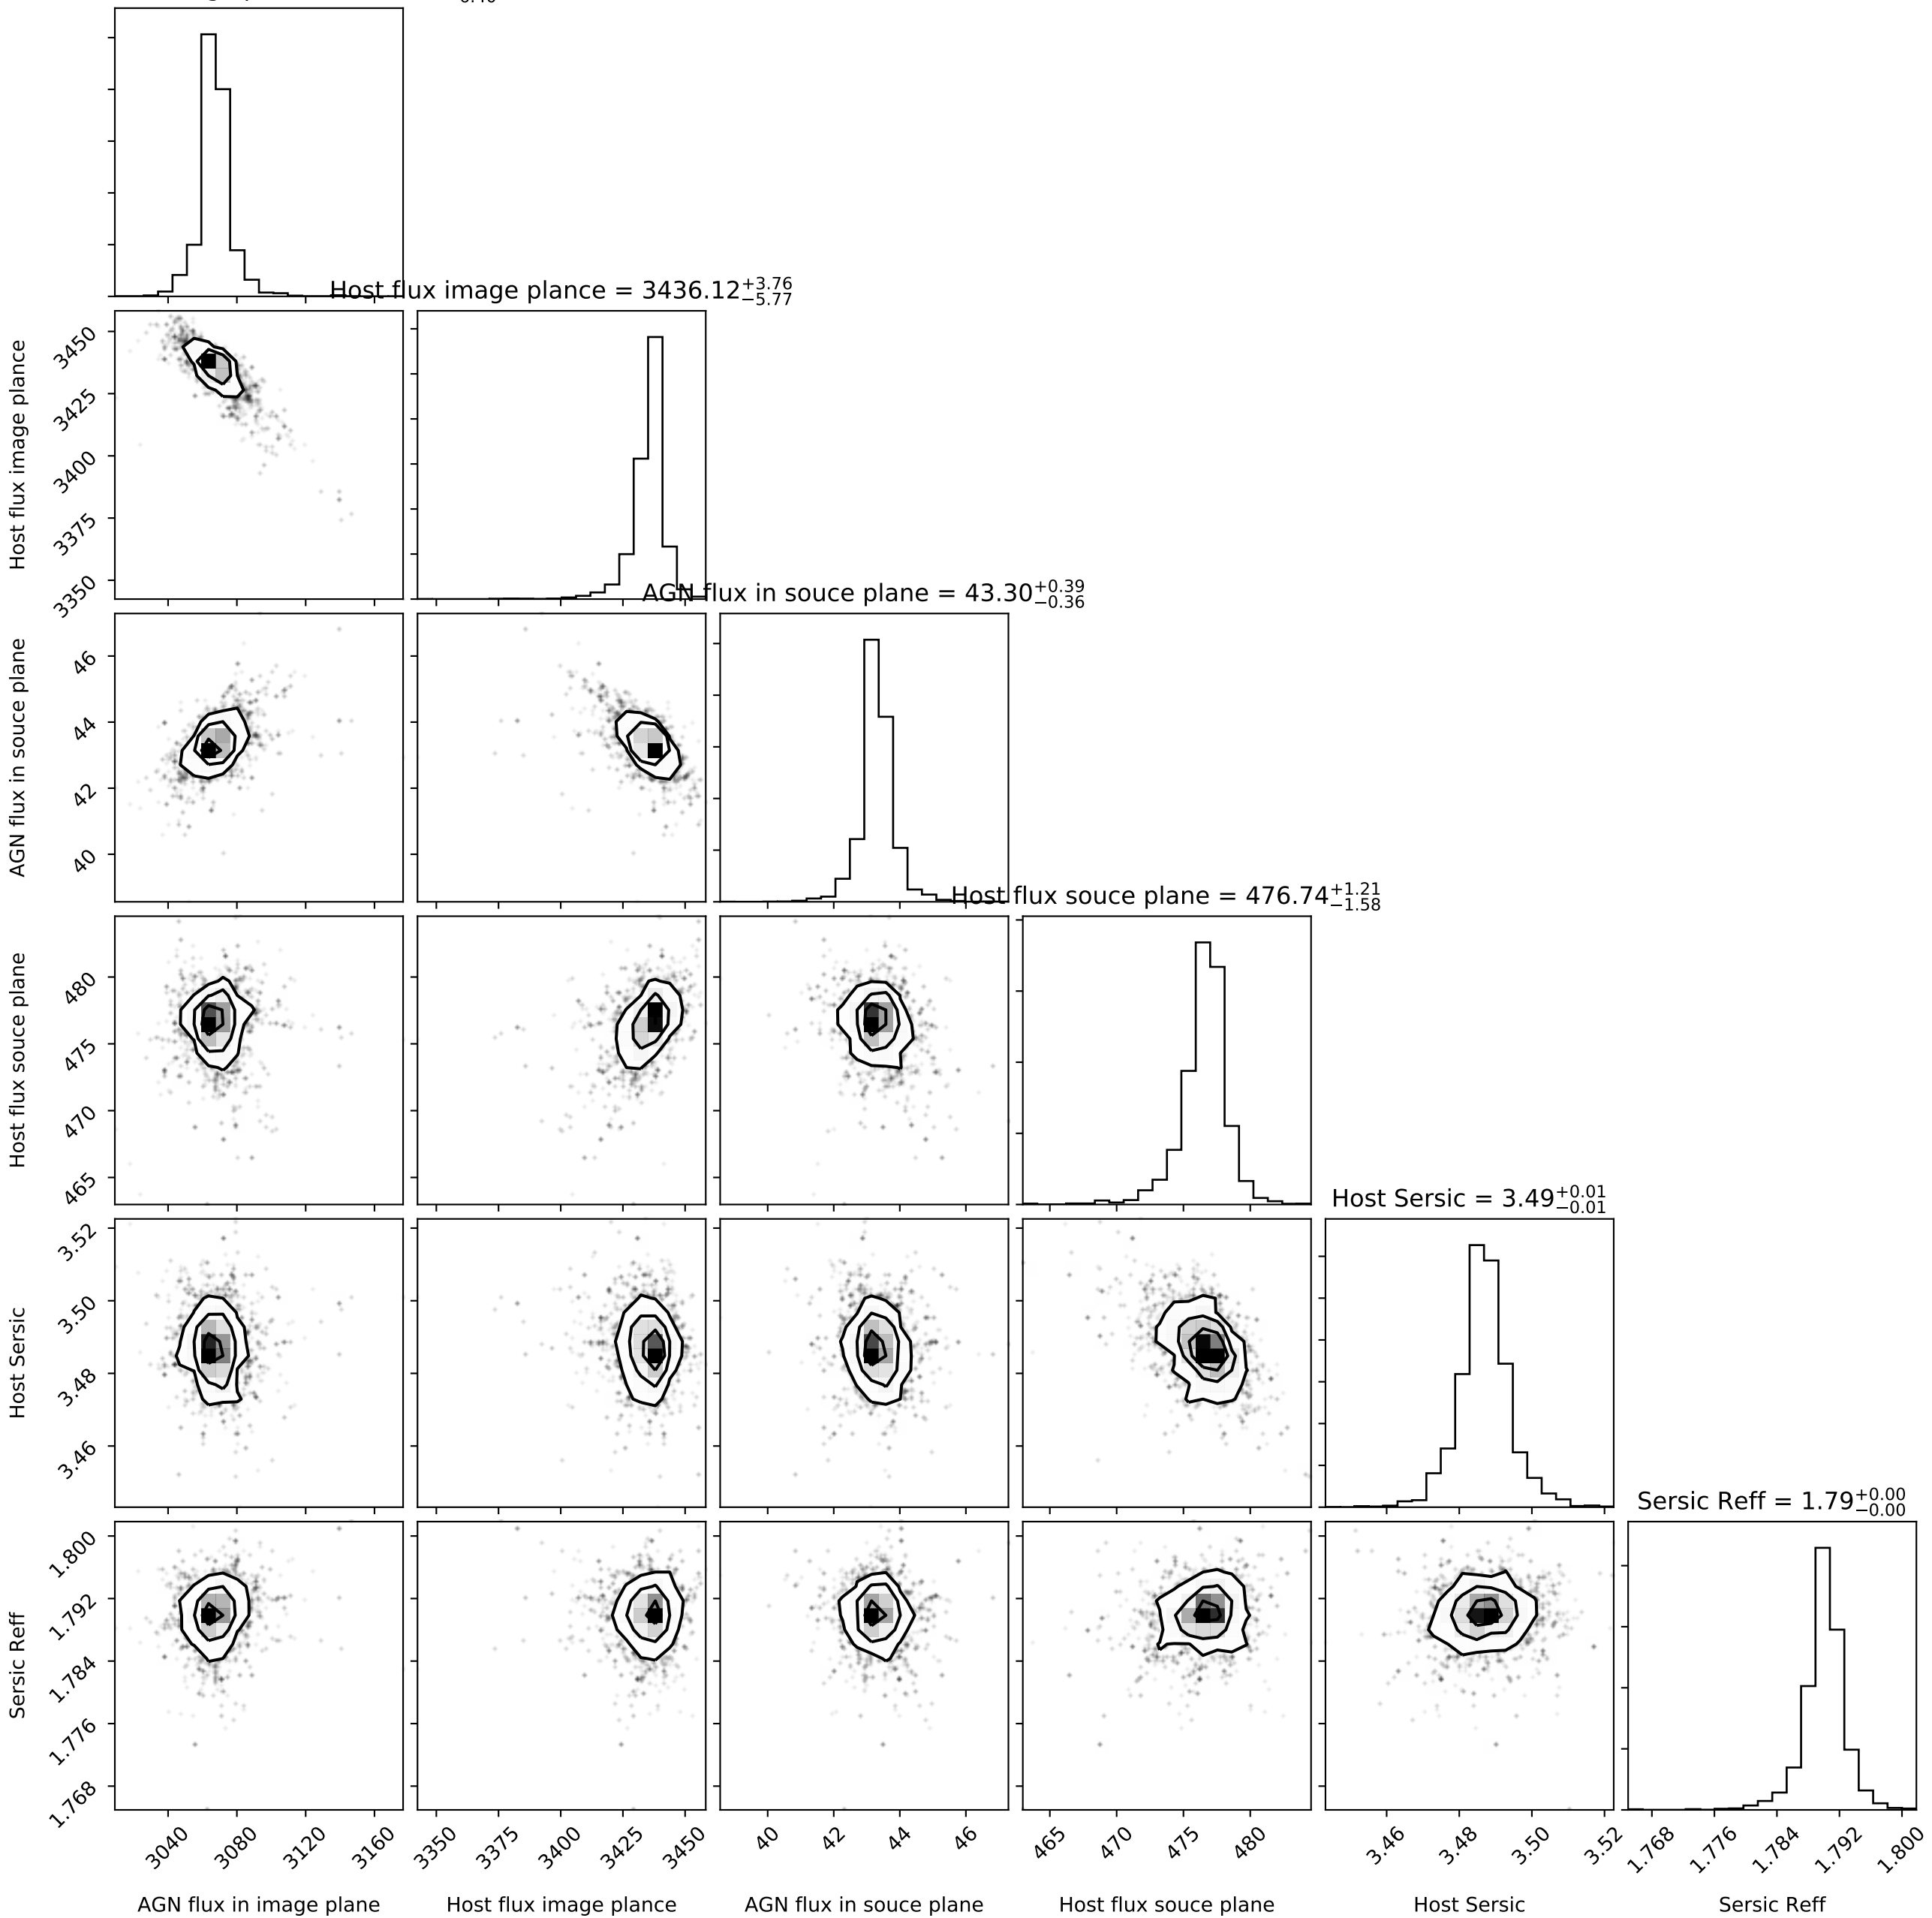 Host flux image plance = 3436.12 +3.76 −5.77
Host flux image plance
3450
3425
3400
3375
3350
AGN flux in souce plane = 43.30 +0.39 −0.36
AGN flux in souce plane
46
44
42
40
Host flux souce plane = 476.74 +1.21 −1.58
Host flux souce plane
480
475
470
465
Host Sersic = 3.49 +0.01 −0.01
Host Sersic
3.52
3.50
3.48
3.46
Sersic Reff = 1.79 +0.00 −0.00
Sersic Reff
1.800
1.792
1.784
1.776
1.768
3040 3080 3120 3160 3350 3375 3400 3425 3450 40 42 44 46 465 470 475 480 3.46 3.48 3.50 3.52 1.768 1.776 1.784 1.792 1.800
AGN flux in image plane Host flux image plance AGN flux in souce plane Host flux souce plane Host Sersic Sersic Reff